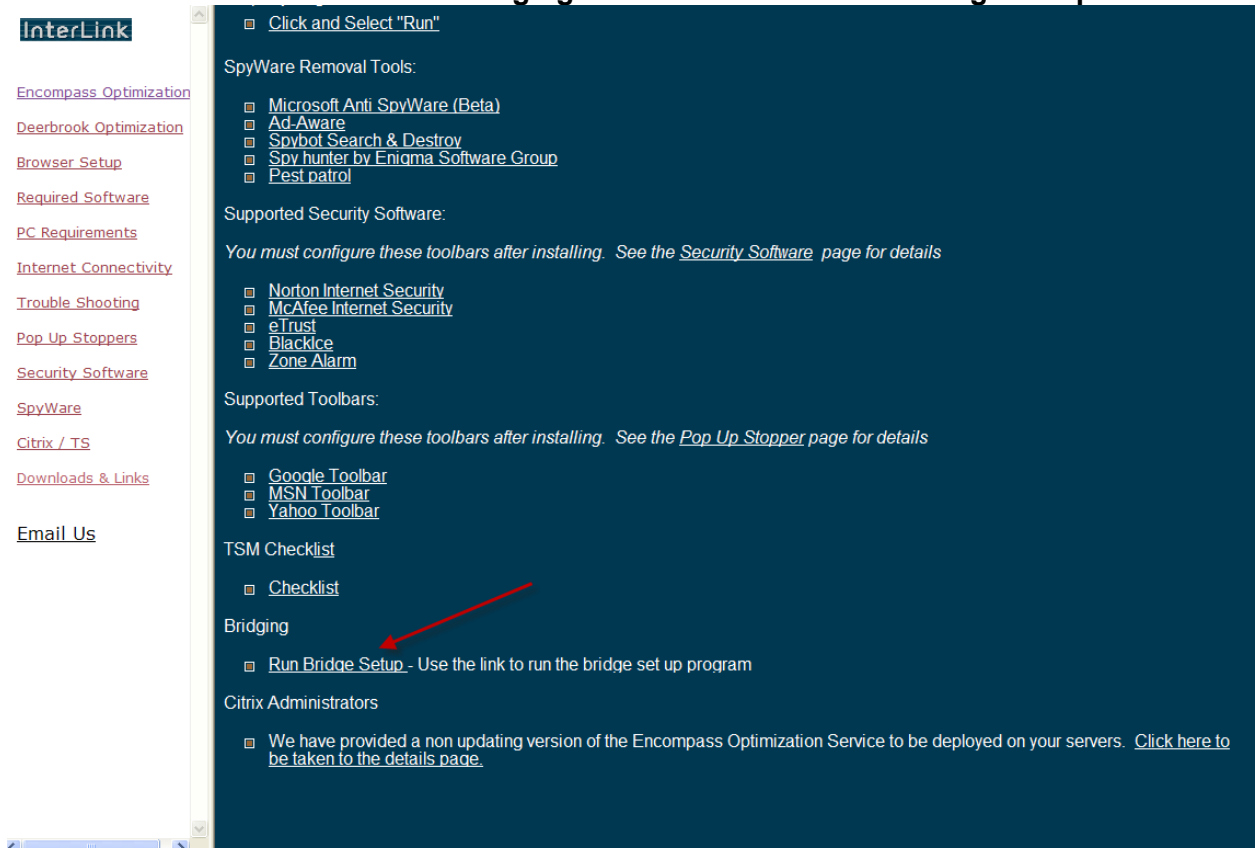 InterLink
Encompass Optimization
Deerbrook Optimization
Browser Setup
Required Software
PC Requirements
Internet Connectivity
Trouble Shooting
Pop Up Stoppers
Security Software
SpyWare
Citrix / TS
Downloads & Links
Email Us
Click and Select "Run"
SpyWare Removal Tools:
Microsoft Anti SpyWare (Beta)
Ad-Aware
Spybot Search & Destroy
Spy hunter by Enigma Software Group
Pest patrol
Supported Security Software:
You must configure these toolbars after installing. See the Security Software page for details
Norton Internet Security
McAfee Internet Security
eTrust
BlackIce
Zone Alarm
Supported Toolbars:
You must configure these toolbars after installing. See the Pop Up Stopper page for details
Google Toolbar
MSN Toolbar
Yahoo Toolbar
TSM Checklist
Checklist
Bridging
Run Bridge Setup - Use the link to run the bridge set up program
Citrix Administrators
We have provided a non updating version of the Encompass Optimization Service to be deployed on your servers. Click here to
be taken to the details page.